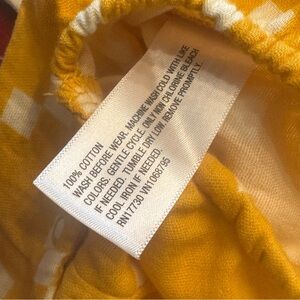 100% COTTON
WASH BEFORE WEAR. MACHINE WASH COLD WITH LIKE
COLORS. GENTLE CYCLE. ONLY NON CHLORINE BLEACH
IF NEEDED. TUMBLE DRY LOW. REMOVE PROMPTLY.
COOL IRON IF NEEDED.
RN17730 VN1068795